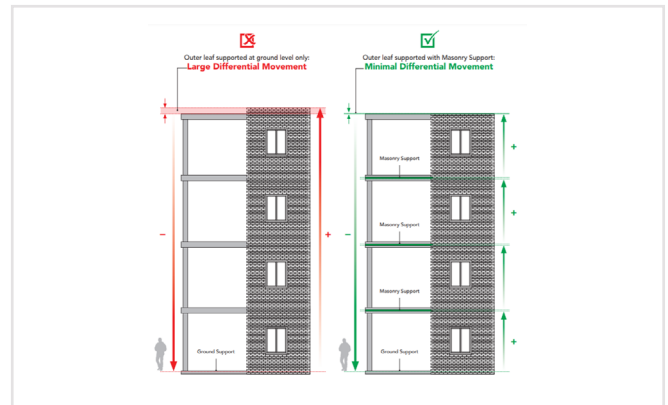 Outer leaf supported at ground level only:
Large Differential Movement
Outer leaf supported with Masonry Support:
Minimal Differential Movement
Masonry Support
Masonry Support
Masonry Support
Ground Support
Ground Support
- + - + + + +